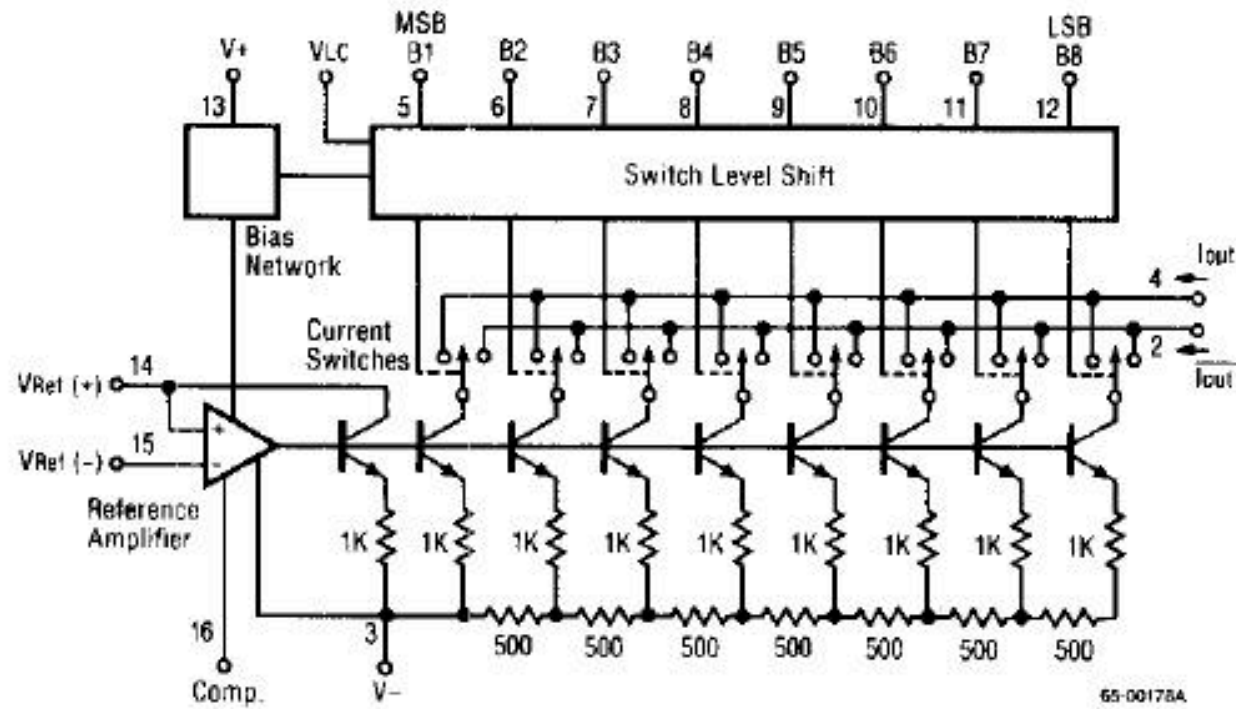 MSB LSB
V+ VLC B1 B2 B3 B4 B5 B6 B7 B8
13 5 6 7 8 9 10 11 12
Switch Level Shift
Bias
Network
Iout
4
Current
Switches
2
Iout
14
VRef (+)
+
15
VRef (-)
-
Reference
Amplifier
1K 1K 1K 1K 1K 1K 1K 1K 1K
16 3
500 500 500 500 500 500 500
Comp. V-
65-00178A